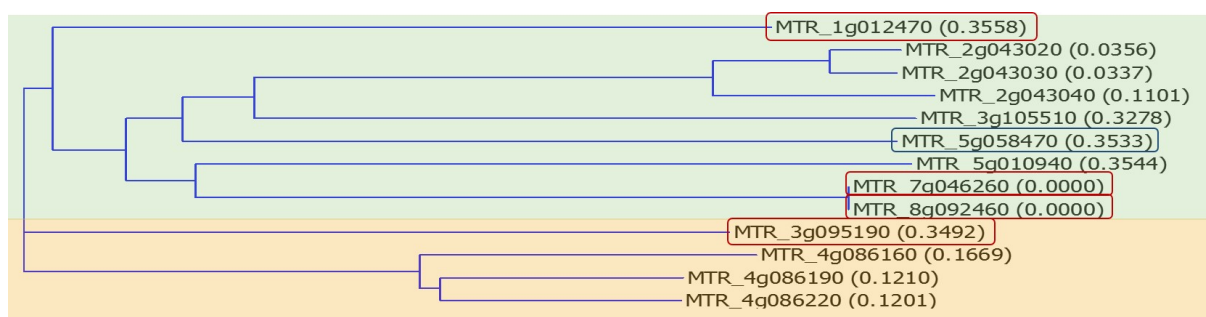 MTR_1g012470 (0.3558)
MTR_2g043020 (0.0356)
MTR_2g043030 (0.0337)
MTR_2g043040 (0.1101)
MTR_3g105510 (0.3278)
MTR_5g058470 (0.3533)
MTR_5g010940 (0.3544)
MTR_7g046260 (0.0000)
MTR_8g092460 (0.0000)
MTR_3g095190 (0.3492)
MTR_4g086160 (0.1669)
MTR_4g086190 (0.1210)
MTR_4g086220 (0.1201)